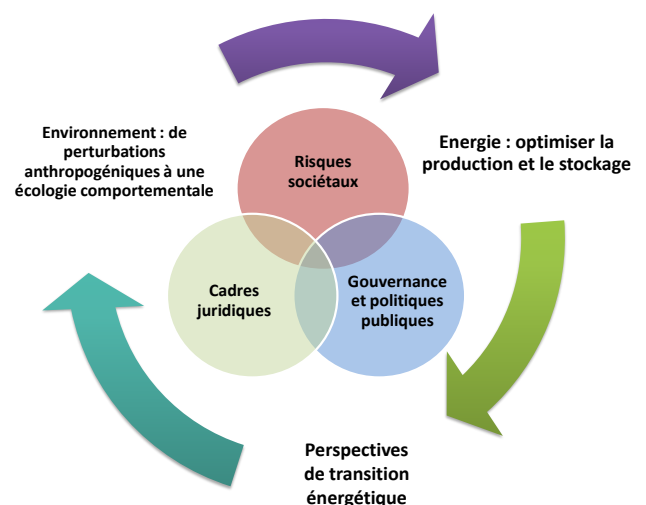 Environnement : de
perturbations
anthropogéniques à une
écologie comportementale
Risques
sociétaux
Energie : optimiser la
production et le stockage
Cadres
juridiques
Gouvernance
et politiques
publiques
Perspectives
de transition
énergétique